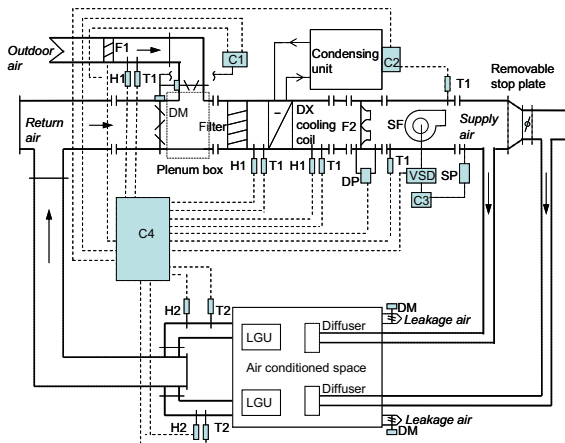 Outdoor
air
F1
H1
T1
C1
Condensing
unit
C2
T1
Removable
stop plate
Return
air
DM
Filter
DX
cooling
coil
F2
SF
Supply
air
Plenum box
H1
T1
H1
T1
DP
T1
VSD
SP
C3
C4
H2
T2
DM
Leakage air
LGU
Diffuser
Air conditioned space
LGU
Diffuser
H2
T2
Leakage air
DM